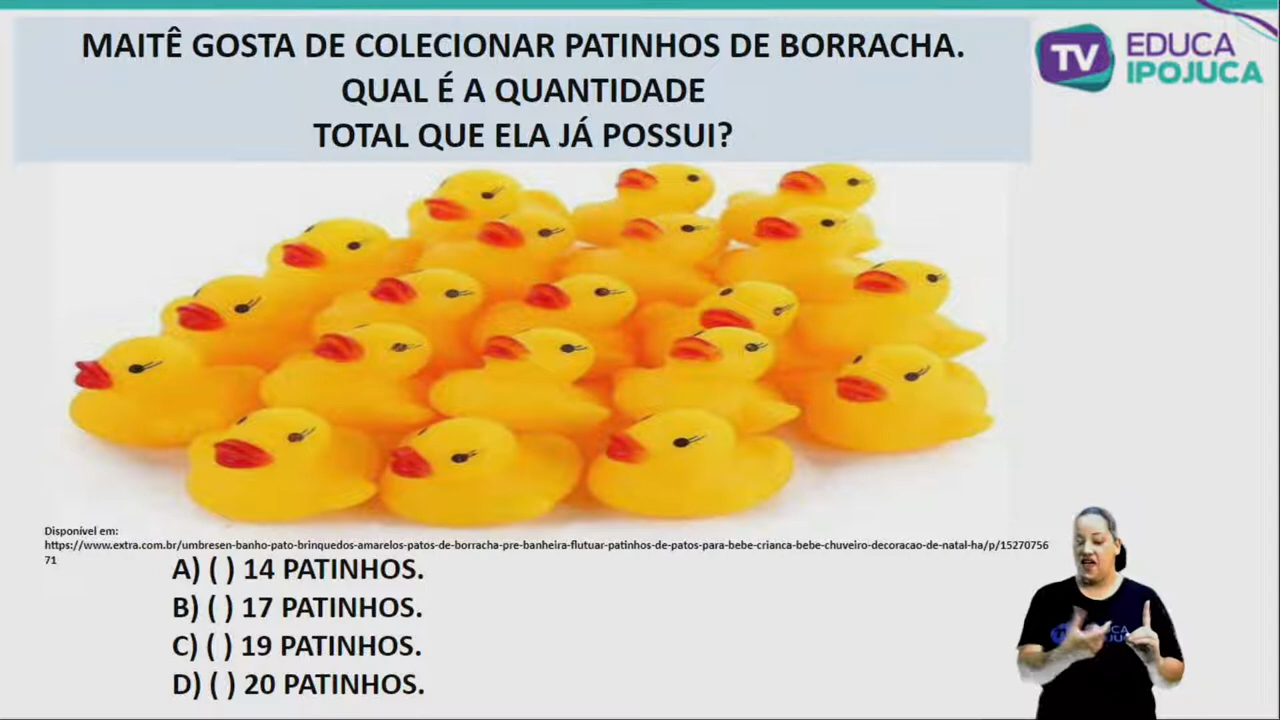 MAITÊ GOSTA DE COLECIONAR PATINHOS DE BORRACHA.
QUAL É A QUANTIDADE
TOTAL QUE ELA JÁ POSSUI?
TV EDUCA
IPOJUCA
Disponível em:
https://www.extra.com.br/umbresen-banho-pato-brinquedos-amarelos-patos-de-borracha-pre-banheira-flutuar-patinhos-de-patos-para-bebe-crianca-bebe-chuveiro-decoracao-de-natal-ha/p/15270756
71
A) ( ) 14 PATINHOS.
B) ( ) 17 PATINHOS.
C) ( ) 19 PATINHOS.
D) ( ) 20 PATINHOS.